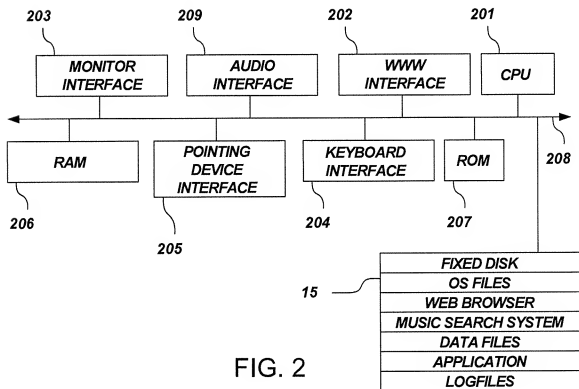 203
209
202
201
MONITOR
INTERFACE
AUDIO
INTERFACE
WWW
INTERFACE
CPU
208
RAM
POINTING
DEVICE
INTERFACE
KEYBOARD
INTERFACE
ROM
206
205
204
207
15
FIXED DISK
OS FILES
WEB BROWSER
MUSIC SEARCH SYSTEM
DATA FILES
APPLICATION
LOGFILES
FIG. 2